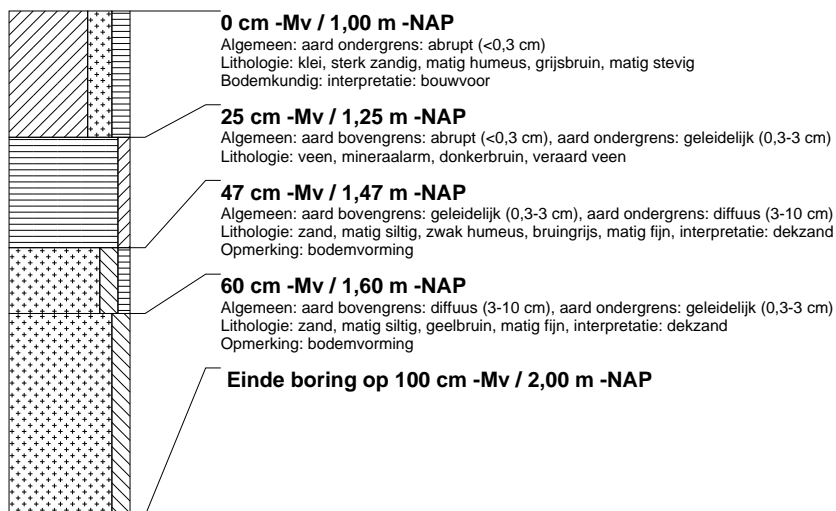 0 cm -Mv / 1,00 m -NAP
Algemeen: aard ondergrens: abrupt (<0,3 cm)
Lithologie: klei, sterk zandig, matig humeus, grijsbruin, matig stevig
Bodemkundig: interpretatie: bouwvoor
25 cm -Mv / 1,25 m -NAP
Algemeen: aard bovengrens: abrupt (<0,3 cm), aard ondergrens: geleidelijk (0,3-3 cm)
Lithologie: veen, mineraalarm, donkerbruin, veraard veen
47 cm -Mv / 1,47 m -NAP
Algemeen: aard bovengrens: geleidelijk (0,3-3 cm), aard ondergrens: diffuus (3-10 cm)
Lithologie: zand, matig siltig, zwak humeus, bruingrijs, matig fijn, interpretatie: dekzand
Opmerking: bodemvorming
60 cm -Mv / 1,60 m -NAP
Algemeen: aard bovengrens: diffuus (3-10 cm), aard ondergrens: geleidelijk (0,3-3 cm)
Lithologie: zand, matig siltig, geelbruin, matig fijn, interpretatie: dekzand
Opmerking: bodemvorming
Einde boring op 100 cm -Mv / 2,00 m -NAP